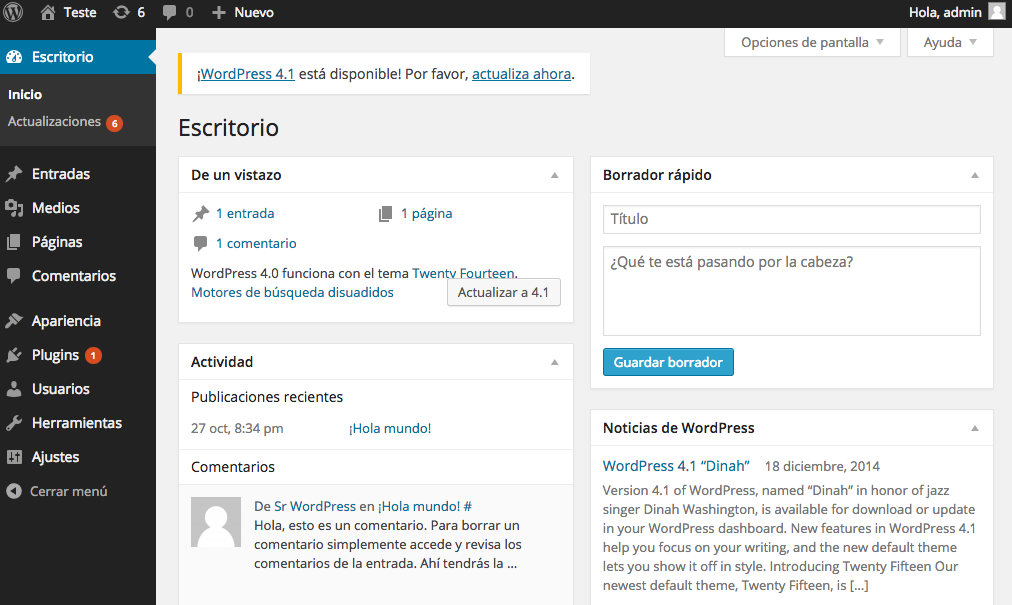 Teste 6 0 Nuevo Hola, admin
Escritorio
Inicio
Actualizaciones 6
Entradas
Medios
Páginas
Comentarios
Apariencia
Plugins 1
Usuarios
Herramientas
Ajustes
Cerrar menú
Opciones de pantalla Ayuda
¡WordPress 4.1 está disponible! Por favor, actualiza ahora.
Escritorio
De un vistazo
1 entrada 1 página
1 comentario
WordPress 4.0 funciona con el tema Twenty Fourteen.
Motores de búsqueda disuadidos Actualizar a 4.1
Actividad
Publicaciones recientes
27 oct, 8:34 pm ¡Hola mundo!
Comentarios
De Sr WordPress en ¡Hola mundo! #
Hola, esto es un comentario. Para borrar un
comentario simplemente accede y revisa los
comentarios de la entrada. Ahí tendrás la ...
Borrador rápido
Título
¿Qué te está pasando por la cabeza?
Guardar borrador
Noticias de WordPress
WordPress 4.1 “Dinah” 18 diciembre, 2014
Version 4.1 of WordPress, named “Dinah” in honor of jazz
singer Dinah Washington, is available for download or update
in your WordPress dashboard. New features in WordPress 4.1
help you focus on your writing, and the new default theme
lets you show it off in style. Introducing Twenty Fifteen Our
newest default theme, Twenty Fifteen, is […]